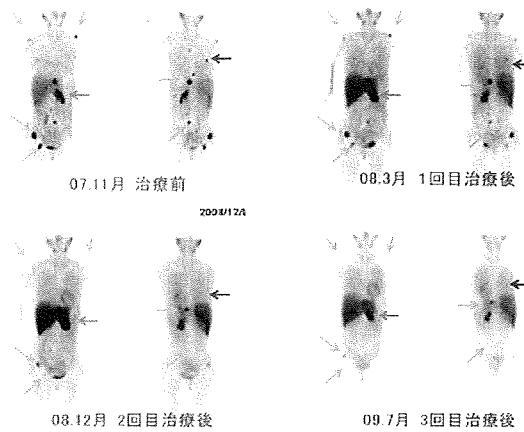 07.11月 治療前
08.3月 1回目治療後
2008/12/1
08.12月 2回目治療後
09.7月 3回目治療後